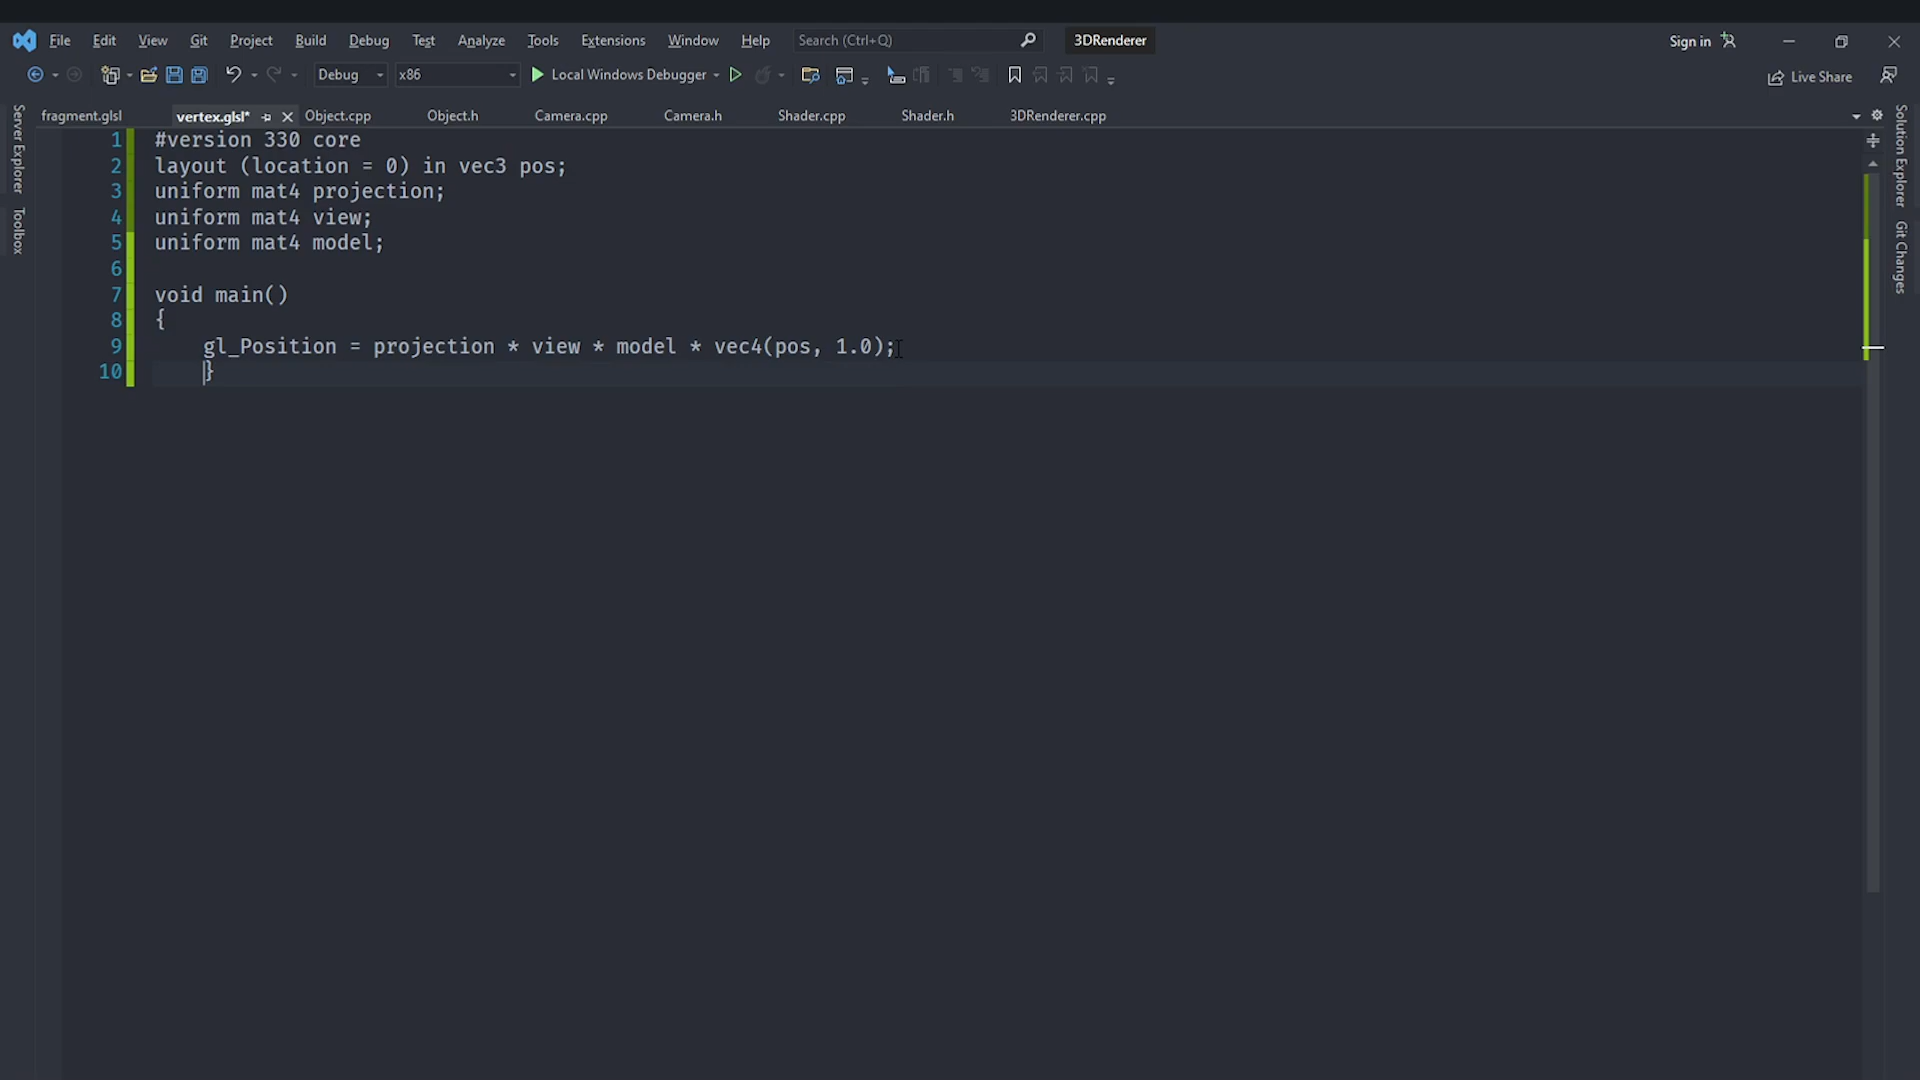 File Edit View Git Project Build Debug Test Analyze Tools Extensions Window Help Search (Ctrl+Q) 3DRenderer Sign in
Debug x86 Local Windows Debugger Live Share
fragment.glsl vertex.glsl* Object.cpp Object.h Camera.cpp Camera.h Shader.cpp Shader.h 3DRenderer.cpp
Server Explorer
Toolbox
1 #version 330 core
2 layout (location = 0) in vec3 pos;
3 uniform mat4 projection;
4 uniform mat4 view;
5 uniform mat4 model;
6
7 void main()
8 {
9 gl_Position = projection * view * model * vec4(pos, 1.0);
10 }
Solution Explorer
Git Changes